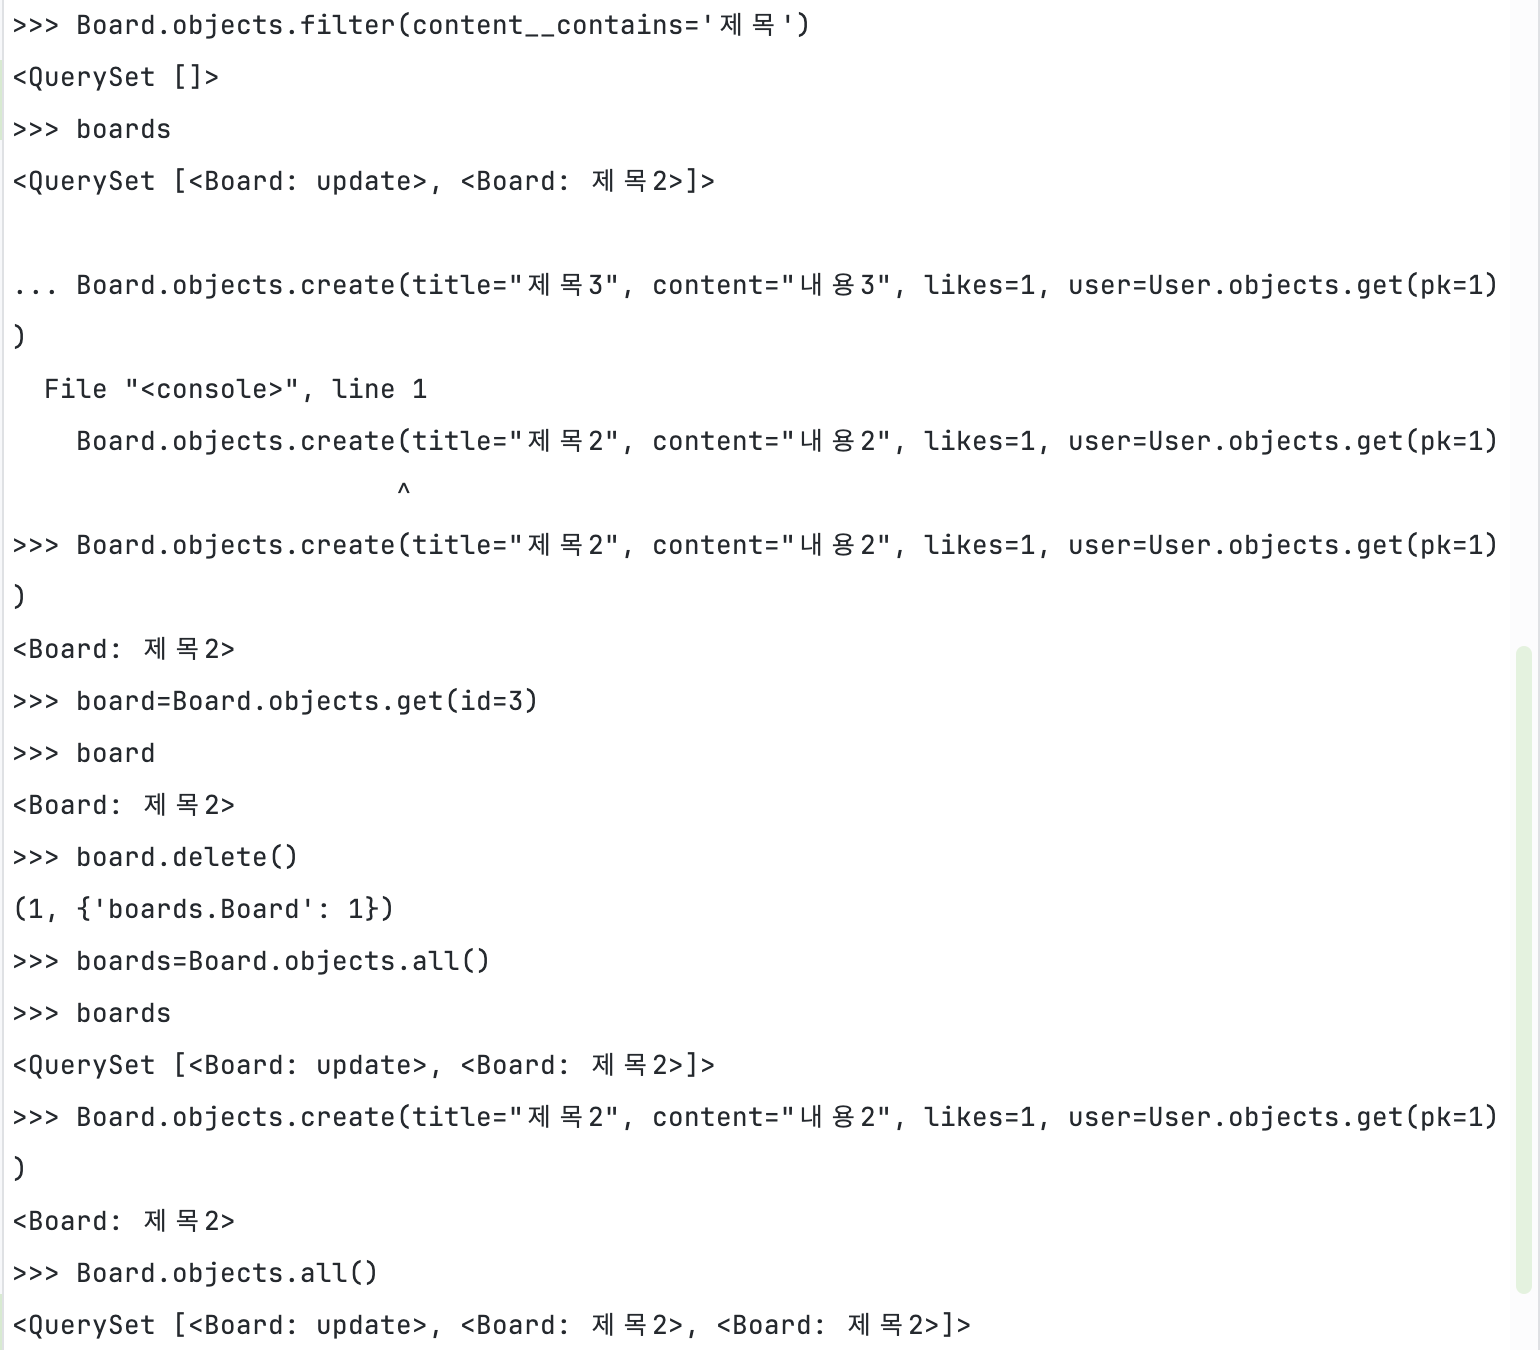 >>> Board.objects.filter(content__contains='제목')
<QuerySet []>
>>> boards
<QuerySet [<Board: update>, <Board: 제목2>]>
... Board.objects.create(title="제목3", content="내용3", likes=1, user=User.objects.get(pk=1)
)
  File "<console>", line 1
    Board.objects.create(title="제목2", content="내용2", likes=1, user=User.objects.get(pk=1)
                        ^
>>> Board.objects.create(title="제목2", content="내용2", likes=1, user=User.objects.get(pk=1)
)
<Board: 제목2>
>>> board=Board.objects.get(id=3)
>>> board
<Board: 제목2>
>>> board.delete()
(1, {'boards.Board': 1})
>>> boards=Board.objects.all()
>>> boards
<QuerySet [<Board: update>, <Board: 제목2>]>
>>> Board.objects.create(title="제목2", content="내용2", likes=1, user=User.objects.get(pk=1)
)
<Board: 제목2>
>>> Board.objects.all()
<QuerySet [<Board: update>, <Board: 제목2>, <Board: 제목2>]>